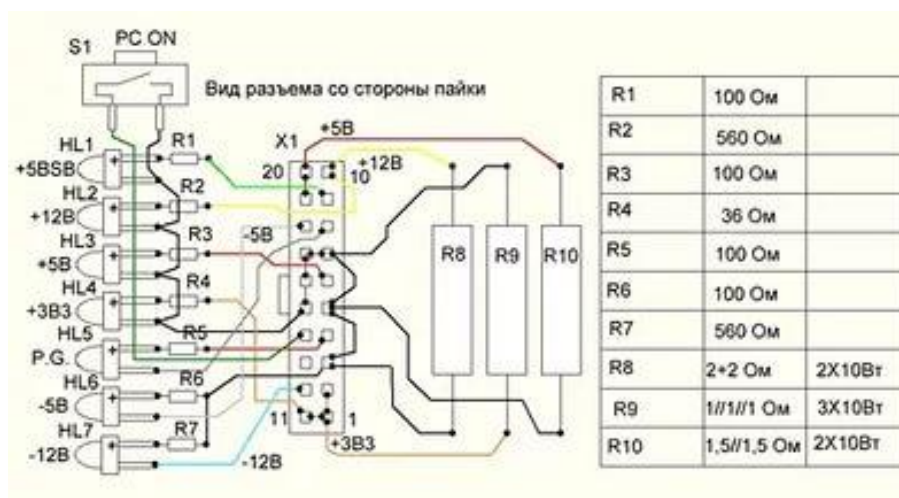 PC ON
S1
Вид разъема со стороны пайки
HL1
+5BSB
R1
HL2
+12В
R2
HL3
+5В
R3
HL4
+3В3
R4
HL5
P.G.
R5
HL6
-5В
R6
HL7
-12В
R7
X1
+5В
20
+12В
10
-5В
11
1
+3В3
-12В
R8
R9
R10
R1 100 Ом
R2 560 Ом
R3 100 Ом
R4 36 Ом
R5 100 Ом
R6 100 Ом
R7 560 Ом
R8 2+2 Ом 2Х10Вт
R9 1//1//1 Ом 3Х10Вт
R10 1,5//1,5 Ом 2Х10Вт